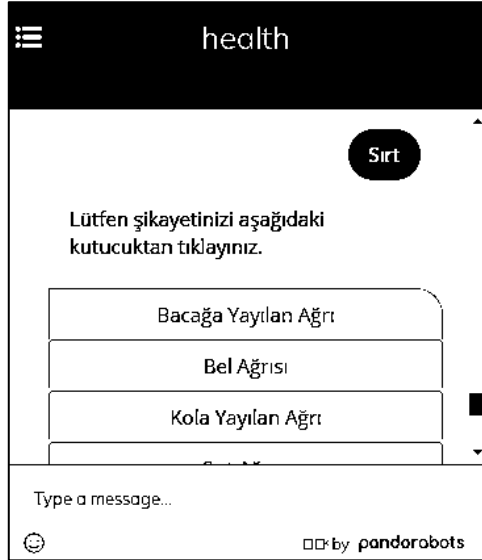 health
Sırt
Lütfen şikayetinizi aşağıdaki
kutucuktan tıklayınız.
Bacağa Yayılan Ağrı
Bel Ağrısı
Kola Yayılan Ağrı
Type a message...
by pandorabots